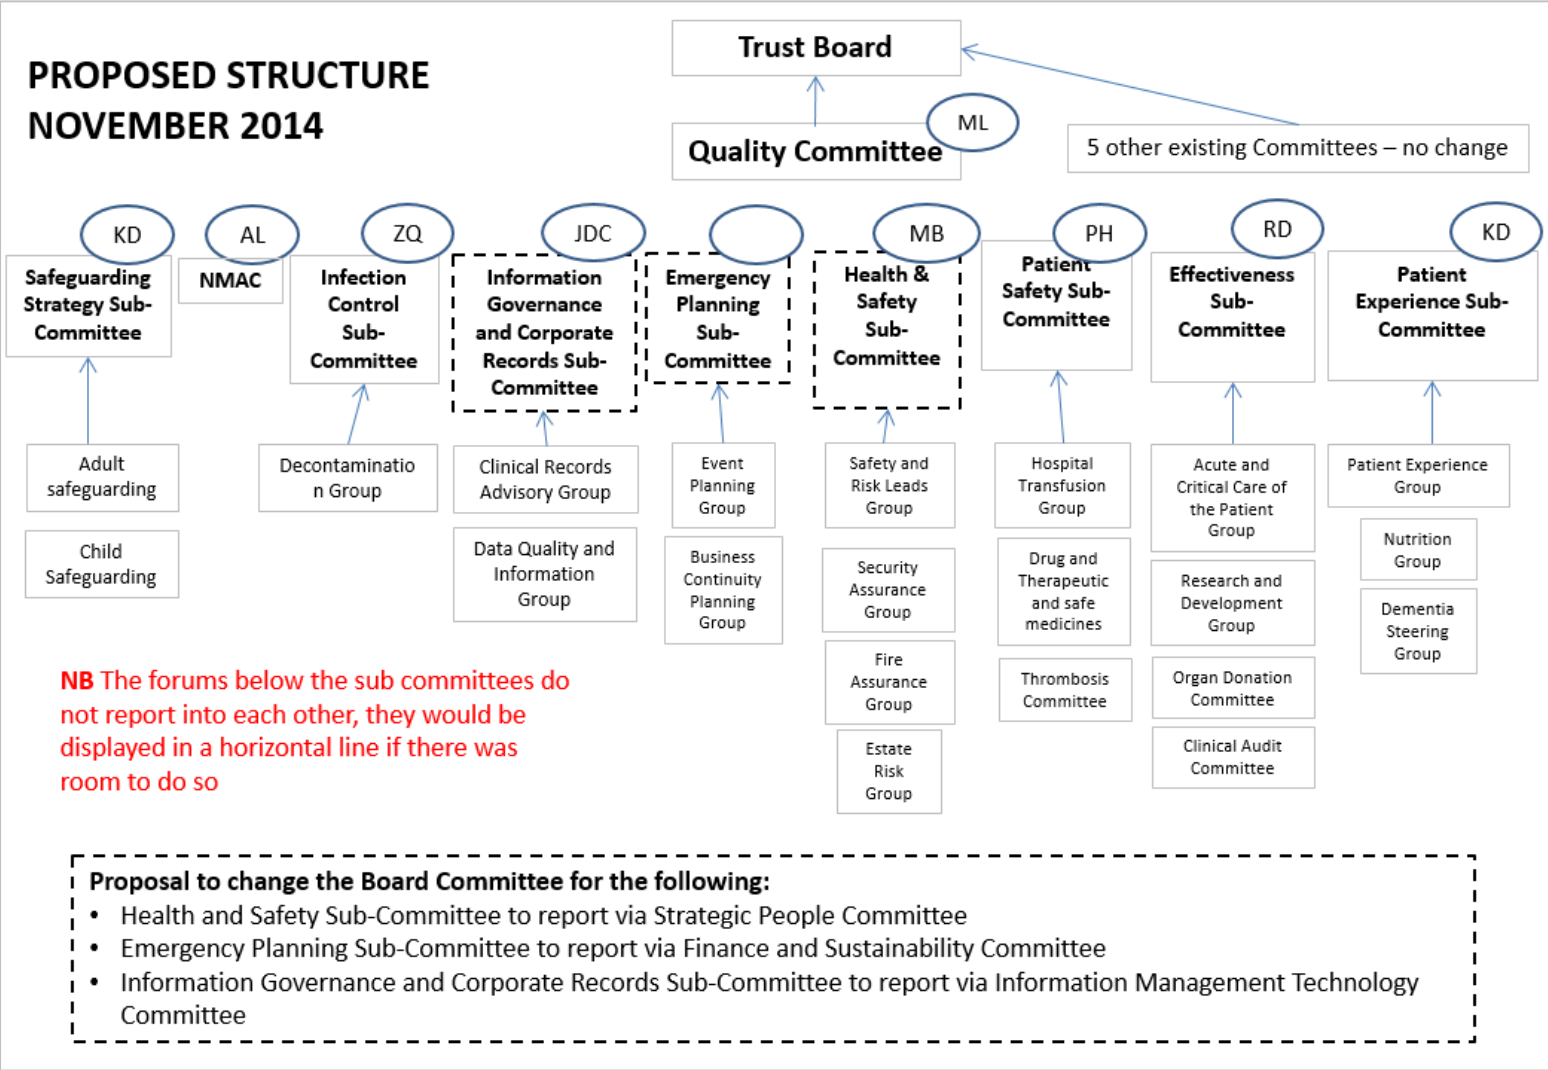 PROPOSED STRUCTURE
NOVEMBER 2014
Trust Board
ML
Quality Committee
5 other existing Committees – no change
KD
Safeguarding
Strategy Sub-
Committee
AL
NMAC
ZQ
Infection
Control
Sub-
Committee
JDC
Information
Governance
and Corporate
Records Sub-
Committee
Emergency
Planning
Sub-
Committee
MB
Health &
Safety
Sub-
Committee
PH
Patient
Safety Sub-
Committee
RD
Effectiveness
Sub-
Committee
KD
Patient
Experience Sub-
Committee
Adult
safeguarding
Child
Safeguarding
Decontaminatio
n Group
Clinical Records
Advisory Group
Data Quality and
Information
Group
Event
Planning
Group
Business
Continuity
Planning
Group
Safety and
Risk Leads
Group
Security
Assurance
Group
Fire
Assurance
Group
Estate
Risk
Group
Hospital
Transfusion
Group
Drug and
Therapeutic
and safe
medicines
Thrombosis
Committee
Acute and
Critical Care of
the Patient
Group
Research and
Development
Group
Organ Donation
Committee
Clinical Audit
Committee
Patient Experience
Group
Nutrition
Group
Dementia
Steering
Group
NB The forums below the sub committees do
not report into each other, they would be
displayed in a horizontal line if there was
room to do so
Proposal to change the Board Committee for the following:
• Health and Safety Sub-Committee to report via Strategic People Committee
• Emergency Planning Sub-Committee to report via Finance and Sustainability Committee
• Information Governance and Corporate Records Sub-Committee to report via Information Management Technology
Committee